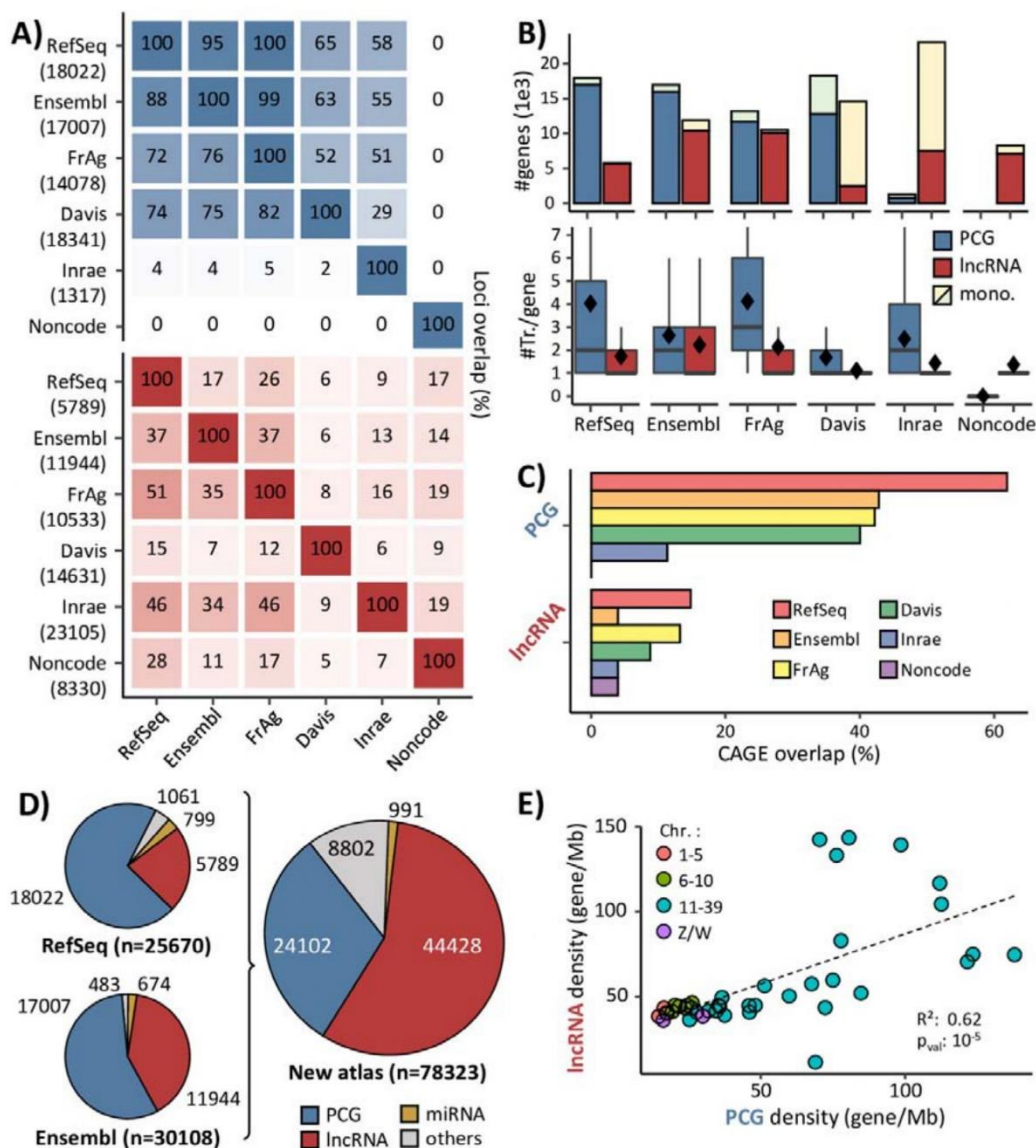 A)
RefSeq 100 95 100 65 58 0
(18022)
Ensembl 88 100 99 63 55 0
(17007)
FrAg 72 76 100 52 51 0
(14078)
Davis 74 75 82 100 29 0
(18341)
Inrae 4 4 5 2 100 0
(1317)
Noncode 0 0 0 0 0 100
RefSeq 100 17 26 6 9 17
(5789)
Ensembl 37 100 37 6 13 14
(11944)
FrAg 51 35 100 8 16 19
(10533)
Davis 15 7 12 100 6 9
(14631)
Inrae 46 34 46 9 100 19
(23105)
Noncode 28 11 17 5 7 100
(8330)
RefSeq Ensembl FrAg Davis Inrae Noncode
Loci overlap (%)
B)
#genes (1e3)
20
15
10
5
0
PCG
lncRNA
mono.
#Tr./gene
7
6
5
4
3
2
1
0
RefSeq Ensembl FrAg Davis Inrae Noncode
C)
PCG
lncRNA
RefSeq Davis
Ensembl Inrae
FrAg Noncode
0 20 40 60
CAGE overlap (%)
D)
1061
799
5789
18022
RefSeq (n=25670)
483 674
17007
11944
Ensembl (n=30108)
991
8802
24102 44428
New atlas (n=78323)
PCG miRNA
lncRNA others
E)
lncRNA density (gene/Mb)
150
100
50
Chr. :
1-5
6-10
11-39
Z/W
R²: 0.62
pval: 10-5
50 100
PCG density (gene/Mb)